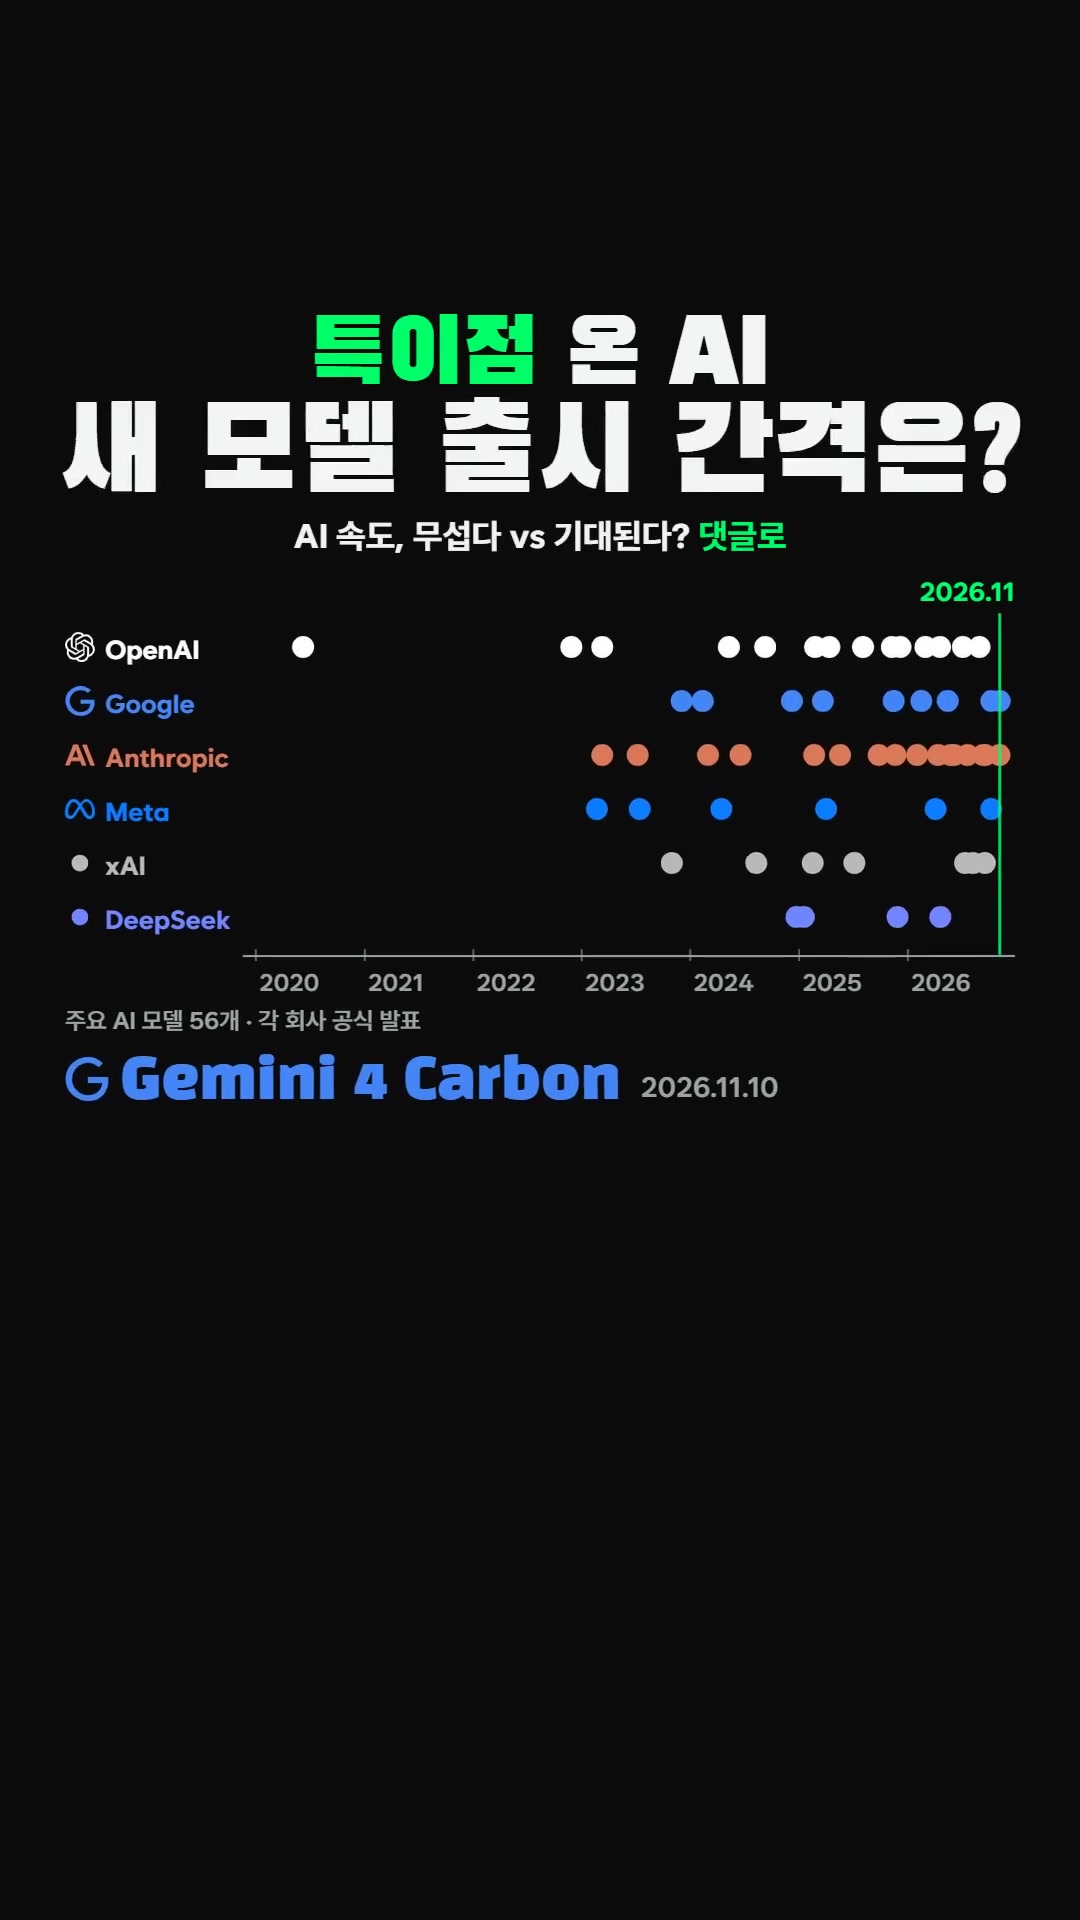 특이점 온 AI
새 모델 출시 간격은?
AI 속도, 무섭다 vs 기대된다? 댓글로
2026.11
OpenAI
Google
Anthropic
Meta
xAI
DeepSeek
2020 2021 2022 2023 2024 2025 2026
주요 AI 모델 56개 · 각 회사 공식 발표
Gemini 4 Carbon 2026.11.10